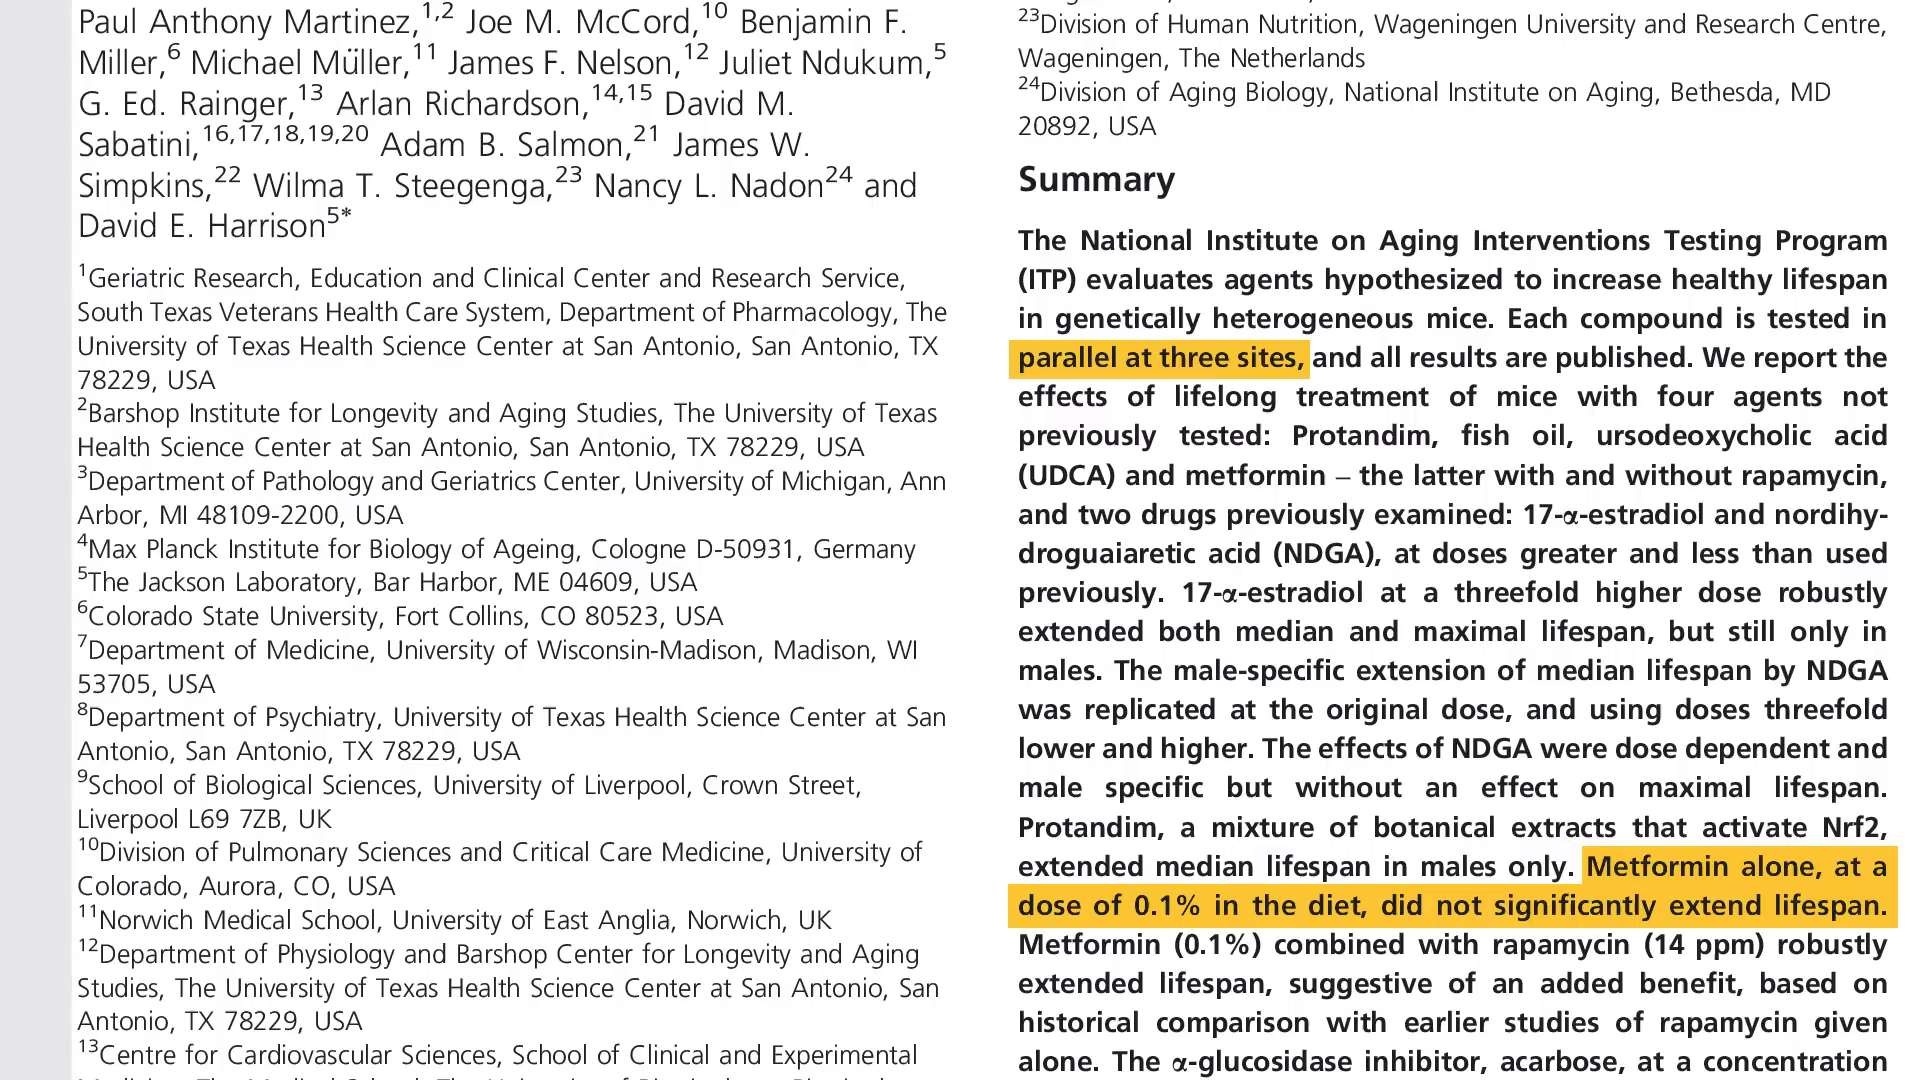 Paul Anthony Martinez,1,2 Joe M. McCord,10 Benjamin F.
Miller,6 Michael Müller,11 James F. Nelson,12 Juliet Ndukum,5
G. Ed. Rainger,13 Arlan Richardson,14,15 David M.
Sabatini,16,17,18,19,20 Adam B. Salmon,21 James W.
Simpkins,22 Wilma T. Steegenga,23 Nancy L. Nadon24 and
David E. Harrison5*
1Geriatric Research, Education and Clinical Center and Research Service,
South Texas Veterans Health Care System, Department of Pharmacology, The
University of Texas Health Science Center at San Antonio, San Antonio, TX
78229, USA
2Barshop Institute for Longevity and Aging Studies, The University of Texas
Health Science Center at San Antonio, San Antonio, TX 78229, USA
3Department of Pathology and Geriatrics Center, University of Michigan, Ann
Arbor, MI 48109-2200, USA
4Max Planck Institute for Biology of Ageing, Cologne D-50931, Germany
5The Jackson Laboratory, Bar Harbor, ME 04609, USA
6Colorado State University, Fort Collins, CO 80523, USA
7Department of Medicine, University of Wisconsin-Madison, Madison, WI
53705, USA
8Department of Psychiatry, University of Texas Health Science Center at San
Antonio, San Antonio, TX 78229, USA
9School of Biological Sciences, University of Liverpool, Crown Street,
Liverpool L69 7ZB, UK
10Division of Pulmonary Sciences and Critical Care Medicine, University of
Colorado, Aurora, CO, USA
11Norwich Medical School, University of East Anglia, Norwich, UK
12Department of Physiology and Barshop Center for Longevity and Aging
Studies, The University of Texas Health Science Center at San Antonio, San
Antonio, TX 78229, USA
13Centre for Cardiovascular Sciences, School of Clinical and Experimental
23Division of Human Nutrition, Wageningen University and Research Centre,
Wageningen, The Netherlands
24Division of Aging Biology, National Institute on Aging, Bethesda, MD
20892, USA
Summary
The National Institute on Aging Interventions Testing Program
(ITP) evaluates agents hypothesized to increase healthy lifespan
in genetically heterogeneous mice. Each compound is tested in
parallel at three sites, and all results are published. We report the
effects of lifelong treatment of mice with four agents not
previously tested: Protandim, fish oil, ursodeoxycholic acid
(UDCA) and metformin – the latter with and without rapamycin,
and two drugs previously examined: 17-α-estradiol and nordihy-
droguaiaretic acid (NDGA), at doses greater and less than used
previously. 17-α-estradiol at a threefold higher dose robustly
extended both median and maximal lifespan, but still only in
males. The male-specific extension of median lifespan by NDGA
was replicated at the original dose, and using doses threefold
lower and higher. The effects of NDGA were dose dependent and
male specific but without an effect on maximal lifespan.
Protandim, a mixture of botanical extracts that activate Nrf2,
extended median lifespan in males only. Metformin alone, at a
dose of 0.1% in the diet, did not significantly extend lifespan.
Metformin (0.1%) combined with rapamycin (14 ppm) robustly
extended lifespan, suggestive of an added benefit, based on
historical comparison with earlier studies of rapamycin given
alone. The α-glucosidase inhibitor, acarbose, at a concentration